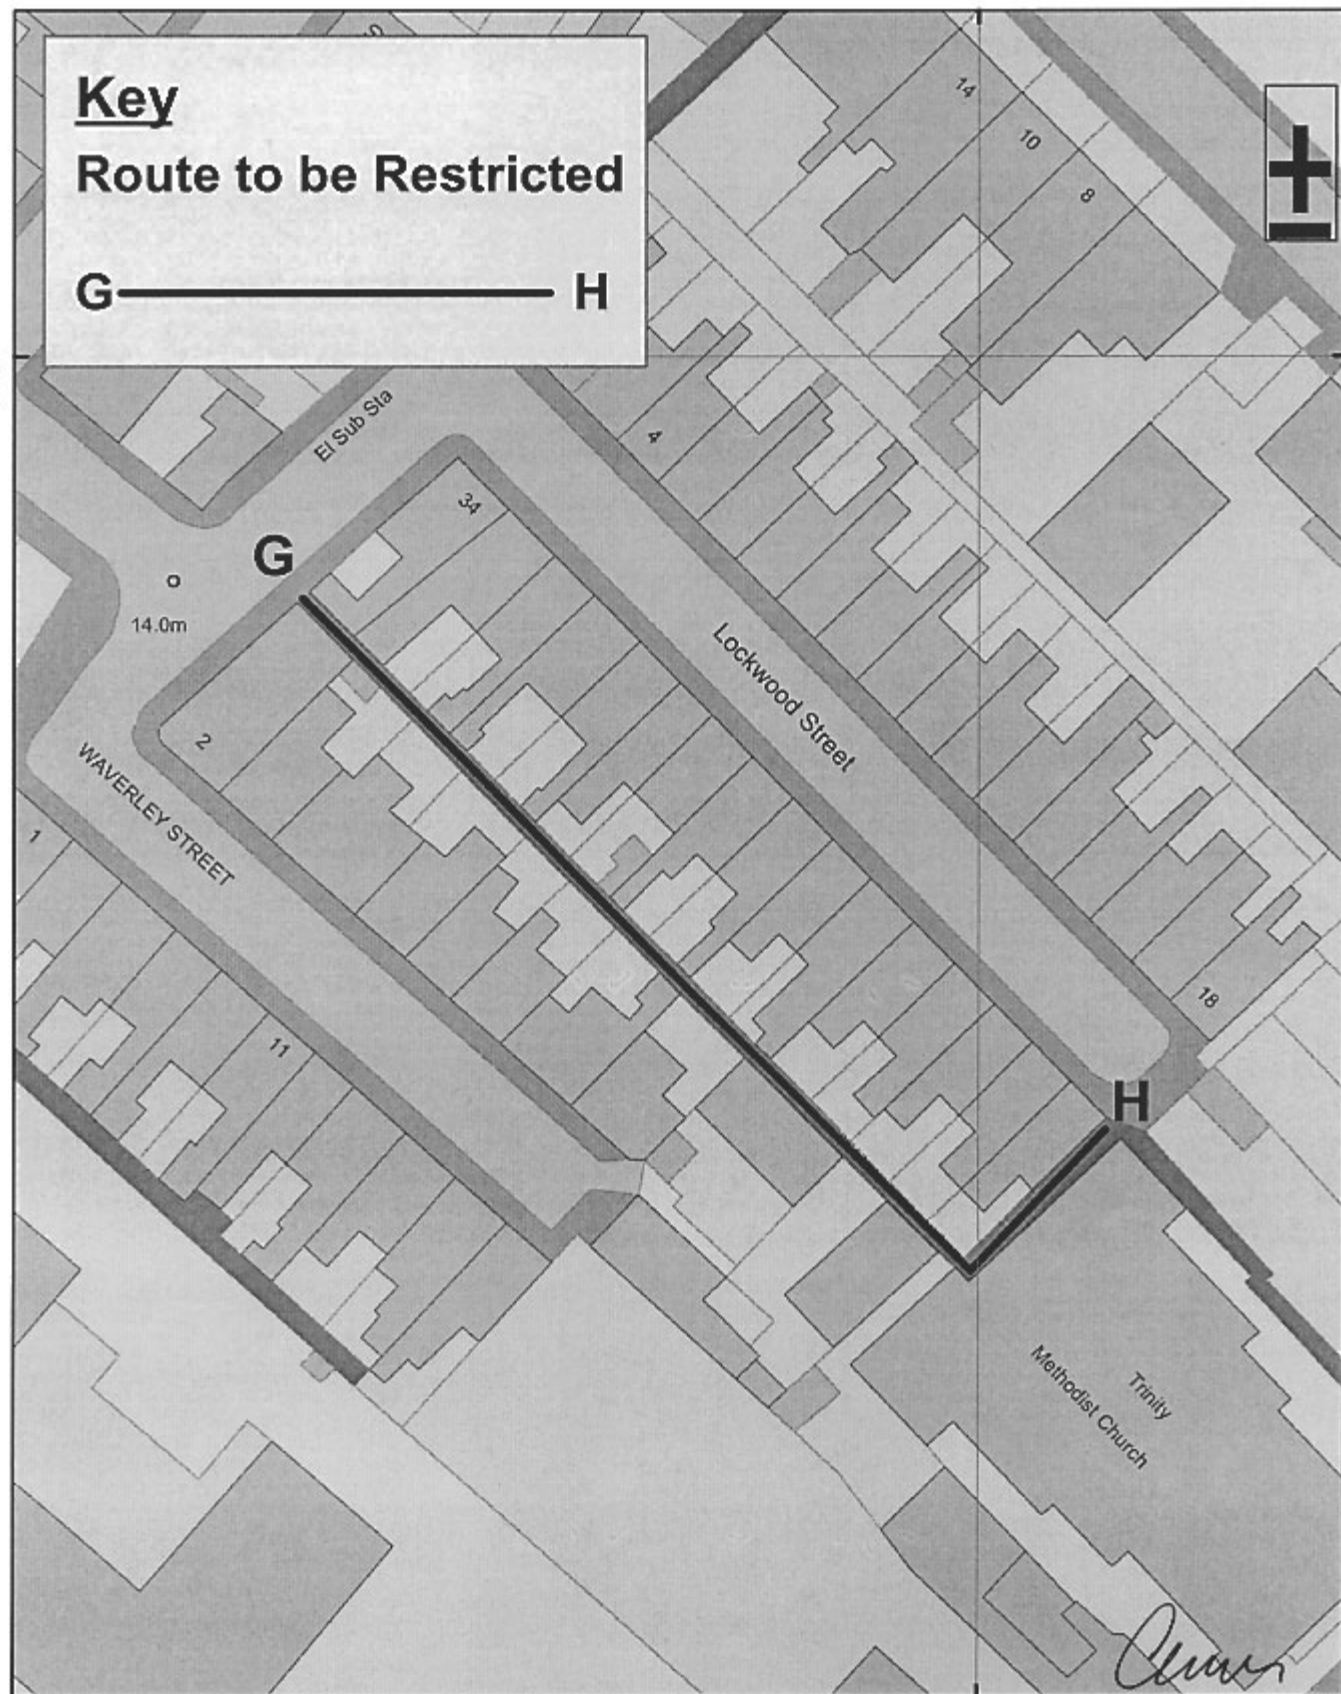 Key
Route to be Restricted
G H
14
10
8
El Sub Sta
4
34
G
14.0m
Lockwood Street
2
WAVERLEY STREET
1
11
18
H
Trinity
Methodist Church